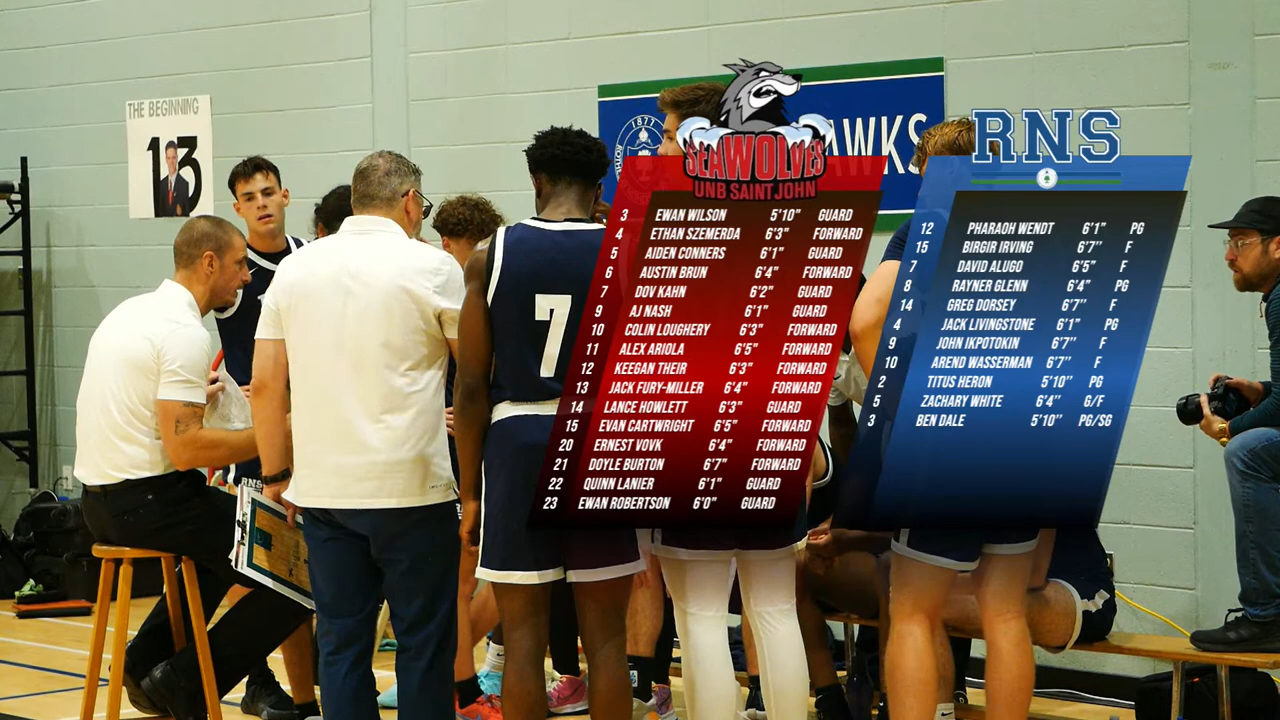 THE BEGINNING
13
1877
AWKS
7
RNS
SEAWOLVES
UNB SAINT JOHN
3 EWAN WILSON 5'10" GUARD
4 ETHAN SZEMERDA 6'3" FORWARD
5 AIDEN CONNERS 6'1" GUARD
6 AUSTIN BRUN 6'4" FORWARD
7 DOV KAHN 6'2" GUARD
9 AJ NASH 6'1" GUARD
10 COLIN LOUGHERY 6'3" FORWARD
11 ALEX ARIOLA 6'5" FORWARD
12 KEEGAN THEIR 6'3" FORWARD
13 JACK FURY-MILLER 6'4" FORWARD
14 LANCE HOWLETT 6'3" GUARD
15 EVAN CARTWRIGHT 6'5" FORWARD
20 ERNEST VOVK 6'4" FORWARD
21 DOYLE BURTON 6'7" FORWARD
22 QUINN LANIER 6'1" GUARD
23 EWAN ROBERTSON 6'0" GUARD
RNS
12 PHARAOH WENDT 6'1" PG
15 BIRGIR IRVING 6'7'' F
7 DAVID ALUGO 6'5" F
8 RAYNER GLENN 6'4" PG
14 GREG DORSEY 6'7'' F
4 JACK LIVINGSTONE 6'1" PG
9 JOHN IKPOTOKIN 6'7'' F
10 AREND WASSERMAN 6'7'' F
2 TITUS HERON 5'10'' PG
5 ZACHARY WHITE 6'4'' G/F
3 BEN DALE 5'10'' PG/SG